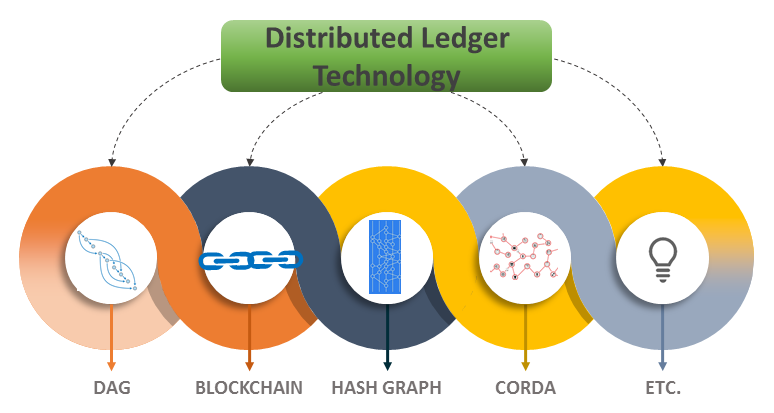 Distributed Ledger
Technology
DAG
BLOCKCHAIN
HASH GRAPH
CORDA
ETC.